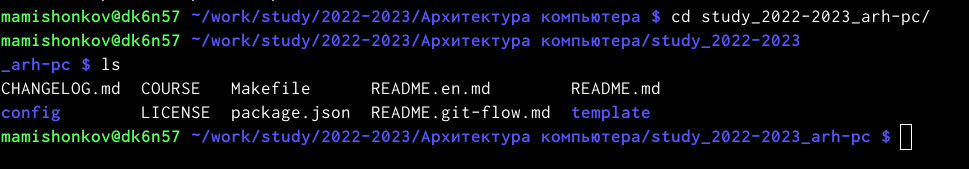 mamishonkov@dk6n57 ~/work/study/2022-2023/Архитектура компьютера $ cd study_2022-2023_arh-pc/
mamishonkov@dk6n57 ~/work/study/2022-2023/Архитектура компьютера/study_2022-2023
_arh-pc $ ls
CHANGELOG.md COURSE Makefile README.en.md README.md
config LICENSE package.json README.git-flow.md template
mamishonkov@dk6n57 ~/work/study/2022-2023/Архитектура компьютера/study_2022-2023_arh-pc $